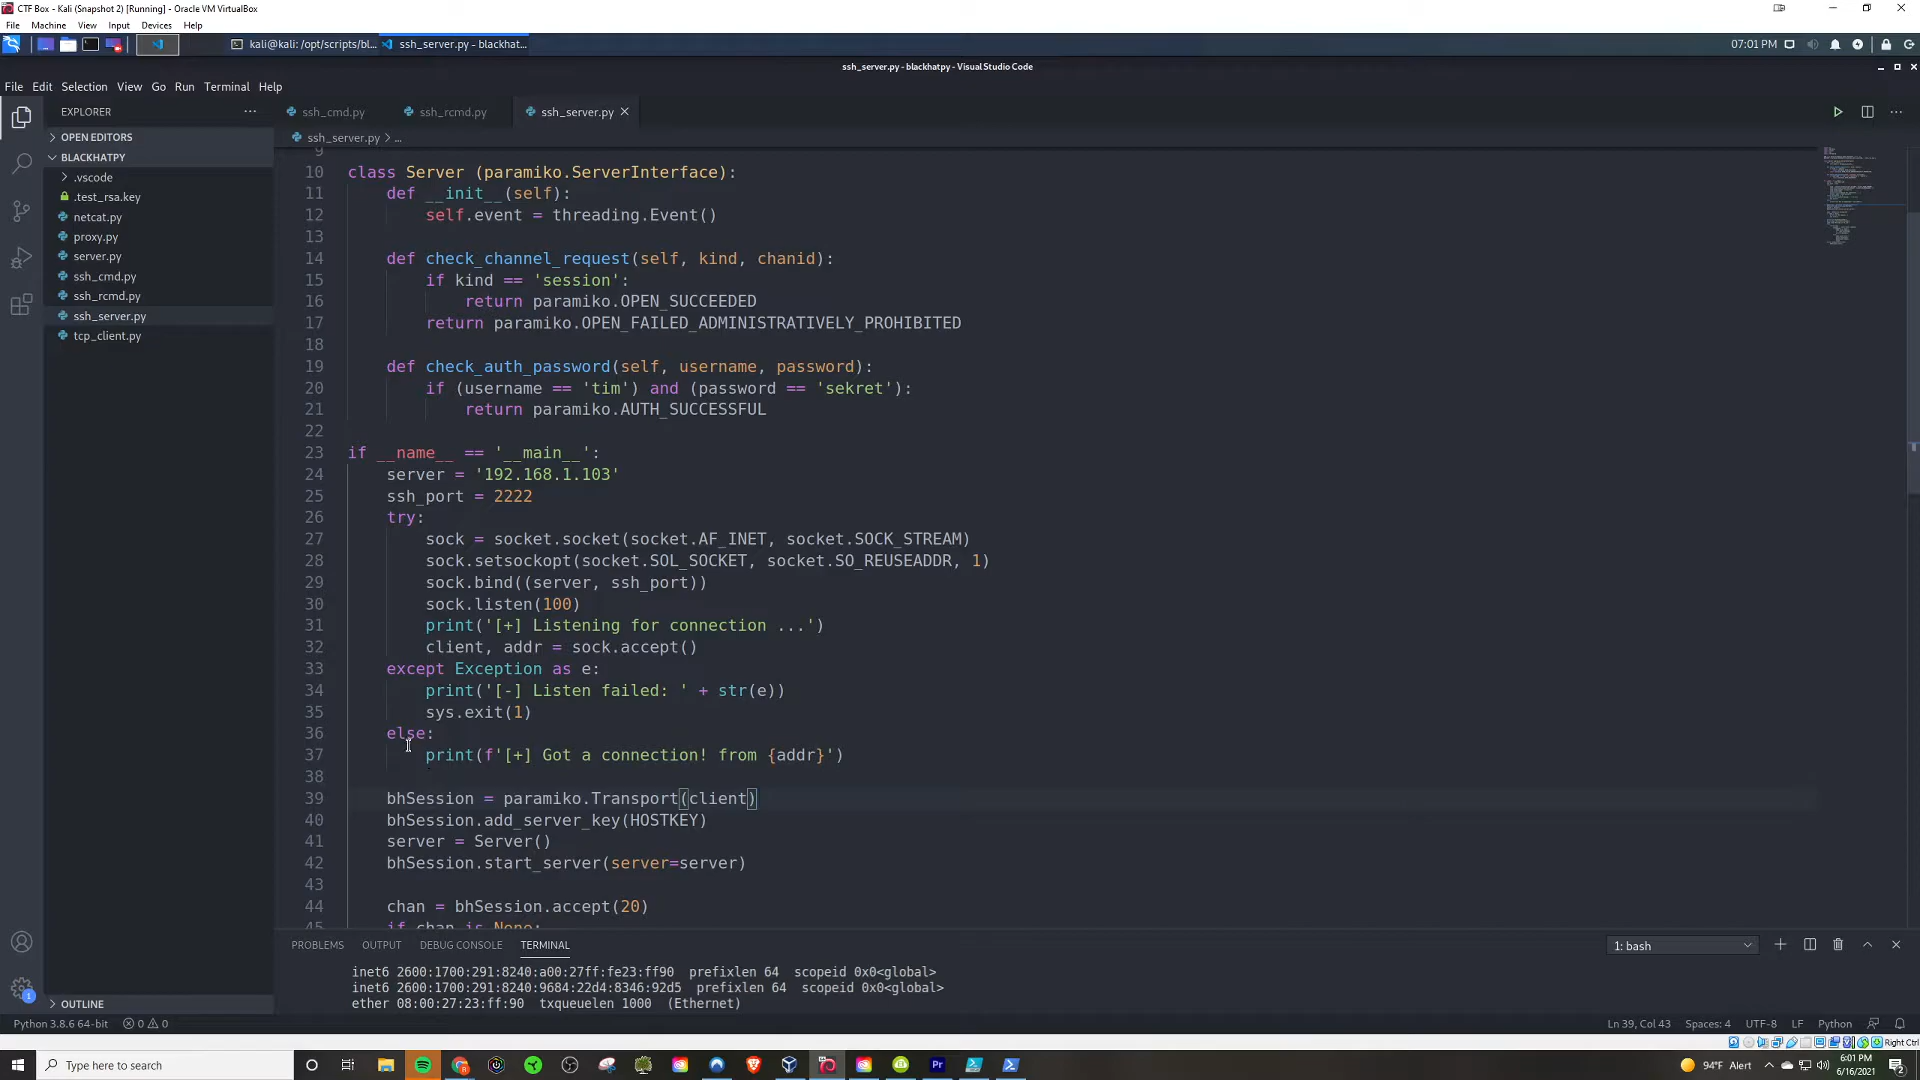 CTF Box - Kali (Snapshot 2) [Running] - Oracle VM VirtualBox
File Machine View Input Devices Help
kali@kali: /opt/scripts/bl... ssh_server.py - blackhat... 07:01 PM
ssh_server.py - blackhatpy - Visual Studio Code
File Edit Selection View Go Run Terminal Help
EXPLORER ... ssh_cmd.py ssh_rcmd.py ssh_server.py
OPEN EDITORS
BLACKHATPY
.vscode
.test_rsa.key
netcat.py
proxy.py
server.py
ssh_cmd.py
ssh_rcmd.py
ssh_server.py
tcp_client.py
OUTLINE
ssh_server.py > ...
9
10 class Server (paramiko.ServerInterface):
11 def __init__(self):
12 self.event = threading.Event()
13
14 def check_channel_request(self, kind, chanid):
15 if kind == 'session':
16 return paramiko.OPEN_SUCCEEDED
17 return paramiko.OPEN_FAILED_ADMINISTRATIVELY_PROHIBITED
18
19 def check_auth_password(self, username, password):
20 if (username == 'tim') and (password == 'sekret'):
21 return paramiko.AUTH_SUCCESSFUL
22
23 if __name__ == '__main__':
24 server = '192.168.1.103'
25 ssh_port = 2222
26 try:
27 sock = socket.socket(socket.AF_INET, socket.SOCK_STREAM)
28 sock.setsockopt(socket.SOL_SOCKET, socket.SO_REUSEADDR, 1)
29 sock.bind((server, ssh_port))
30 sock.listen(100)
31 print('[+] Listening for connection ...')
32 client, addr = sock.accept()
33 except Exception as e:
34 print('[-] Listen failed: ' + str(e))
35 sys.exit(1)
36 else:
37 print(f'[+] Got a connection! from {addr}')
38
39 bhSession = paramiko.Transport(client)
40 bhSession.add_server_key(HOSTKEY)
41 server = Server()
42 bhSession.start_server(server=server)
43
44 chan = bhSession.accept(20)
45 if chan is None:
PROBLEMS OUTPUT DEBUG CONSOLE TERMINAL 1: bash
inet6 2600:1700:291:8240:a00:27ff:fe23:ff90 prefixlen 64 scopeid 0x0<global>
inet6 2600:1700:291:8240:9684:22d4:8346:92d5 prefixlen 64 scopeid 0x0<global>
ether 08:00:27:23:ff:90 txqueuelen 1000 (Ethernet)
Python 3.8.6 64-bit 0 0 Ln 39, Col 43 Spaces: 4 UTF-8 LF Python
Right Ctrl
Type here to search Pr 94°F Alert 6:01 PM
6/16/2021